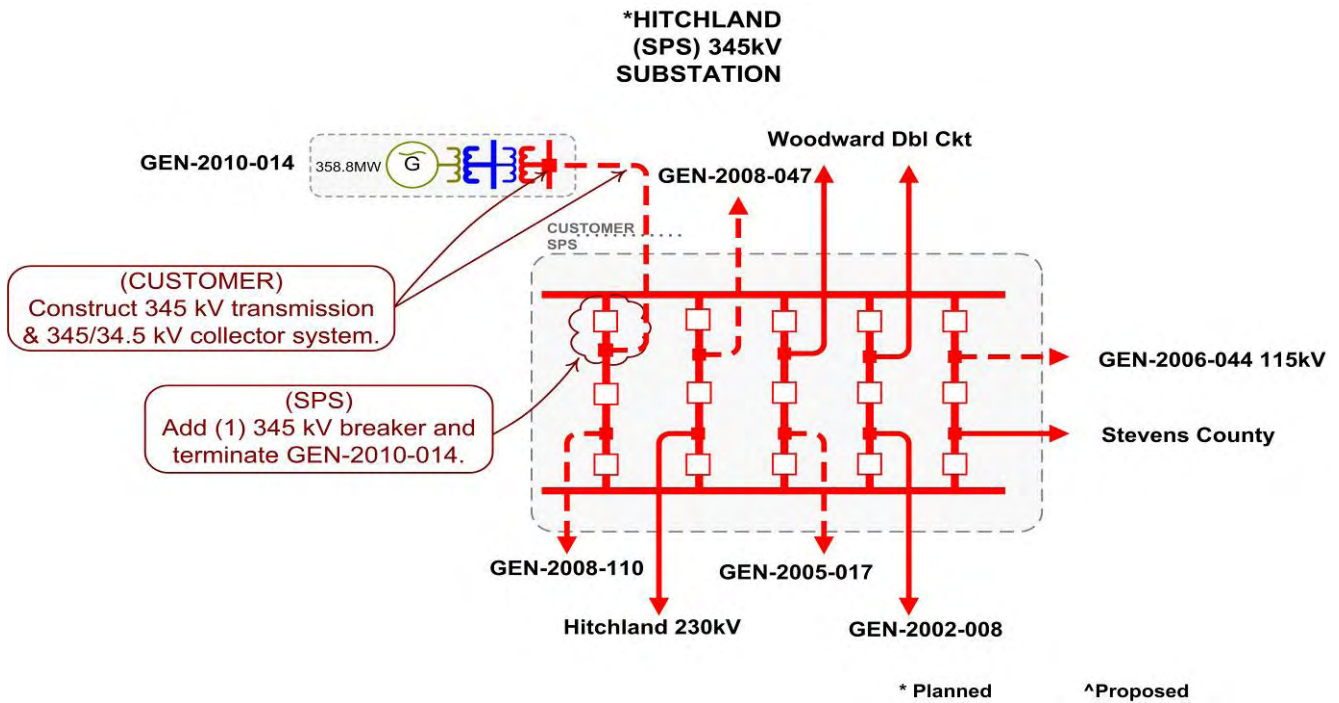 *HITCHLAND
(SPS) 345kV
SUBSTATION
Woodward Dbl Ckt
GEN-2010-014
358.8MW
G
GEN-2008-047
CUSTOMER
SPS
(CUSTOMER)
Construct 345 kV transmission
& 345/34.5 kV collector system.
GEN-2006-044 115kV
(SPS)
Add (1) 345 kV breaker and
terminate GEN-2010-014.
Stevens County
GEN-2008-110
GEN-2005-017
Hitchland 230kV
GEN-2002-008
* Planned
^Proposed